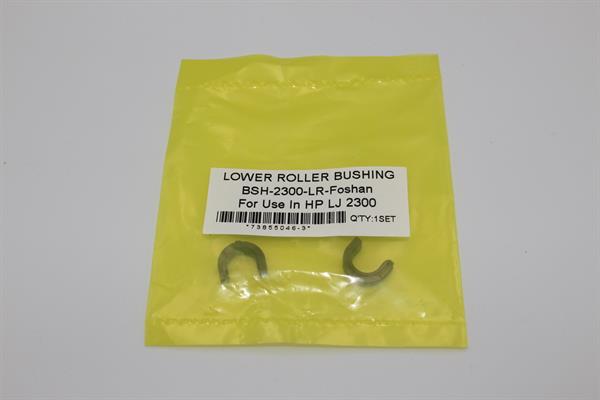 LOWER ROLLER BUSHING
BSH-2300-LR-Foshan
For Use In HP LJ 2300
Q'TY:1SET
*73855046-3*